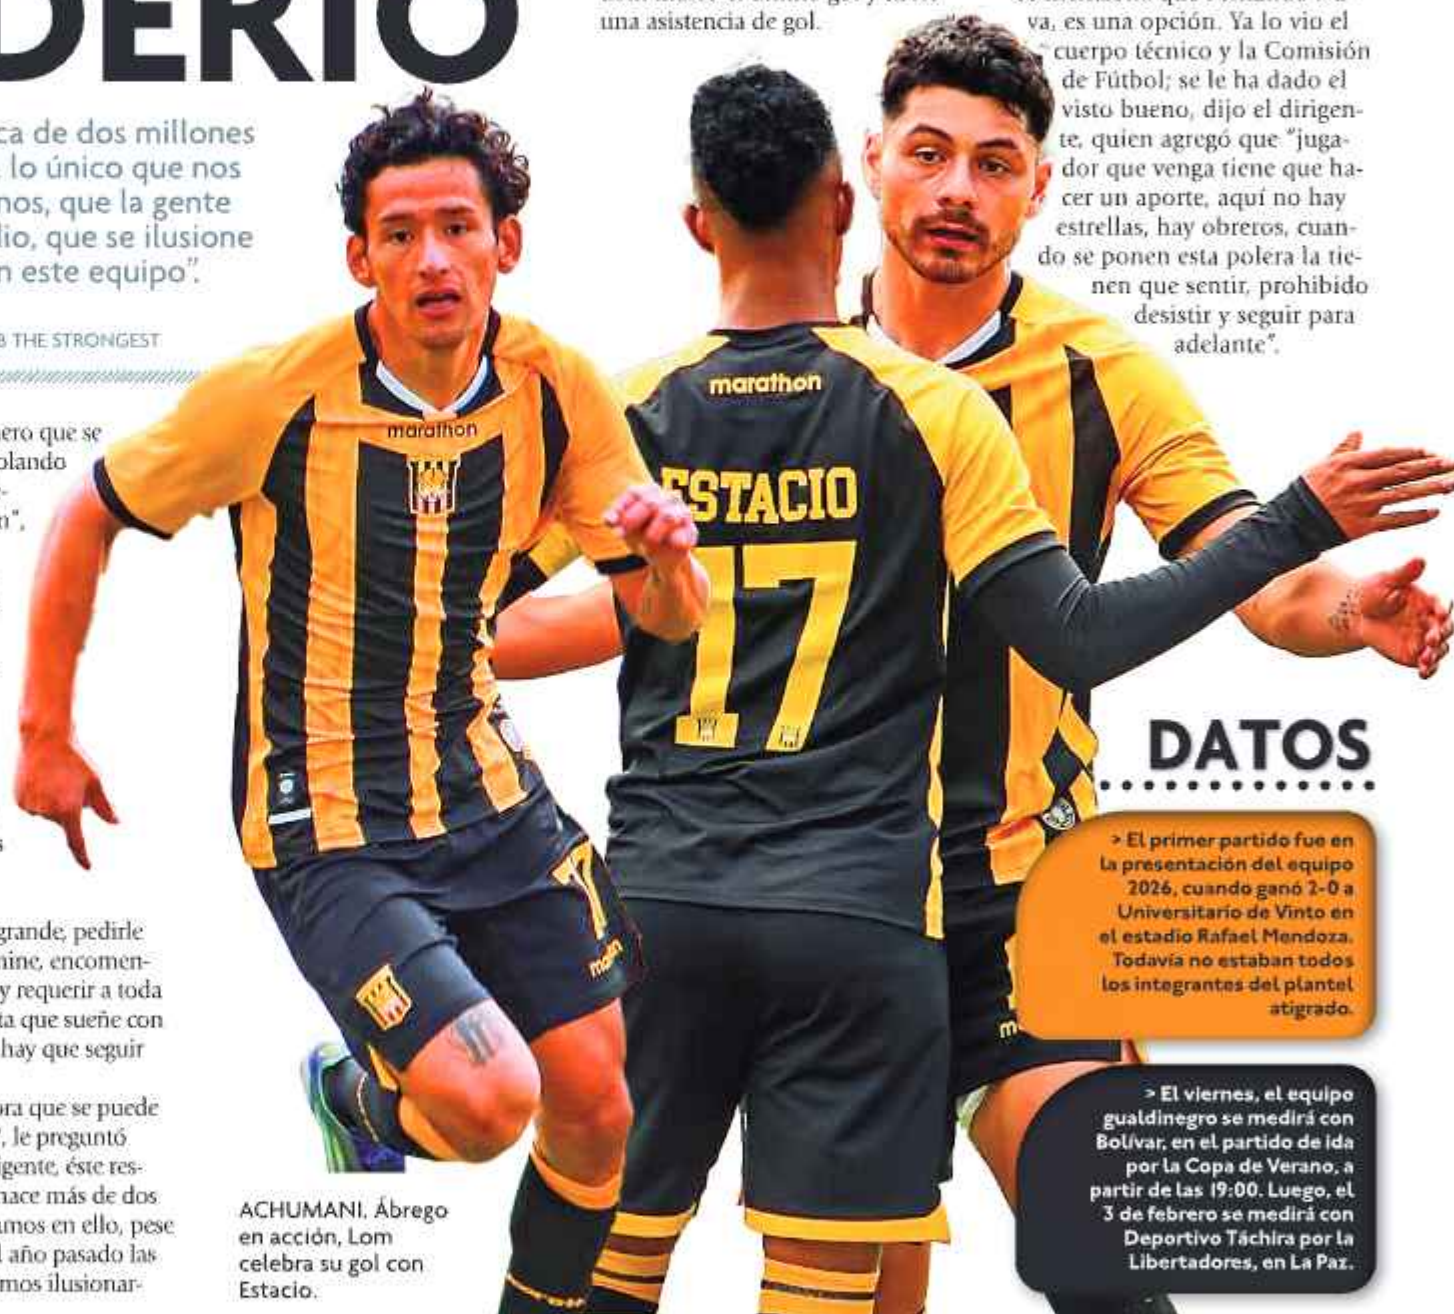 DERIO
ca de dos millones
lo único que nos
nos, que la gente
dio, que se ilusione
n este equipo”.
B THE STRONGEST
nero que se
olando
n”,
grande, pedirle
mine, encomen-
y requerir a toda
ta que sueñe con
hay que seguir
ora que se puede
”, le preguntó
igente, éste res-
hace más de dos
amos en ello, pese
l año pasado las
mos ilusionar-
una asistencia de gol.
va, es una opción. Ya lo vio el
cuerpo técnico y la Comisión
de Fútbol; se le ha dado el
visto bueno, dijo el dirigen-
te, quien agregó que “juga-
dor que venga tiene que ha-
cer un aporte, aquí no hay
estrellas, hay obreros, cuan-
do se ponen esta polera la tie-
nen que sentir, prohibido
desistir y seguir para
adelante”.
marathon
marathon
ESTACIO
17
7
ACHUMANI. Ábrego
en acción, Lom
celebra su gol con
Estacio.
DATOS
> El primer partido fue en
la presentación del equipo
2026, cuando ganó 2-0 a
Universitario de Vinto en
el estadio Rafael Mendoza.
Todavía no estaban todos
los integrantes del plantel
atigrado.
> El viernes, el equipo
gualdinegro se medirá con
Bolívar, en el partido de ida
por la Copa de Verano, a
partir de las 19:00. Luego, el
3 de febrero se medirá con
Deportivo Táchira por la
Libertadores, en La Paz.